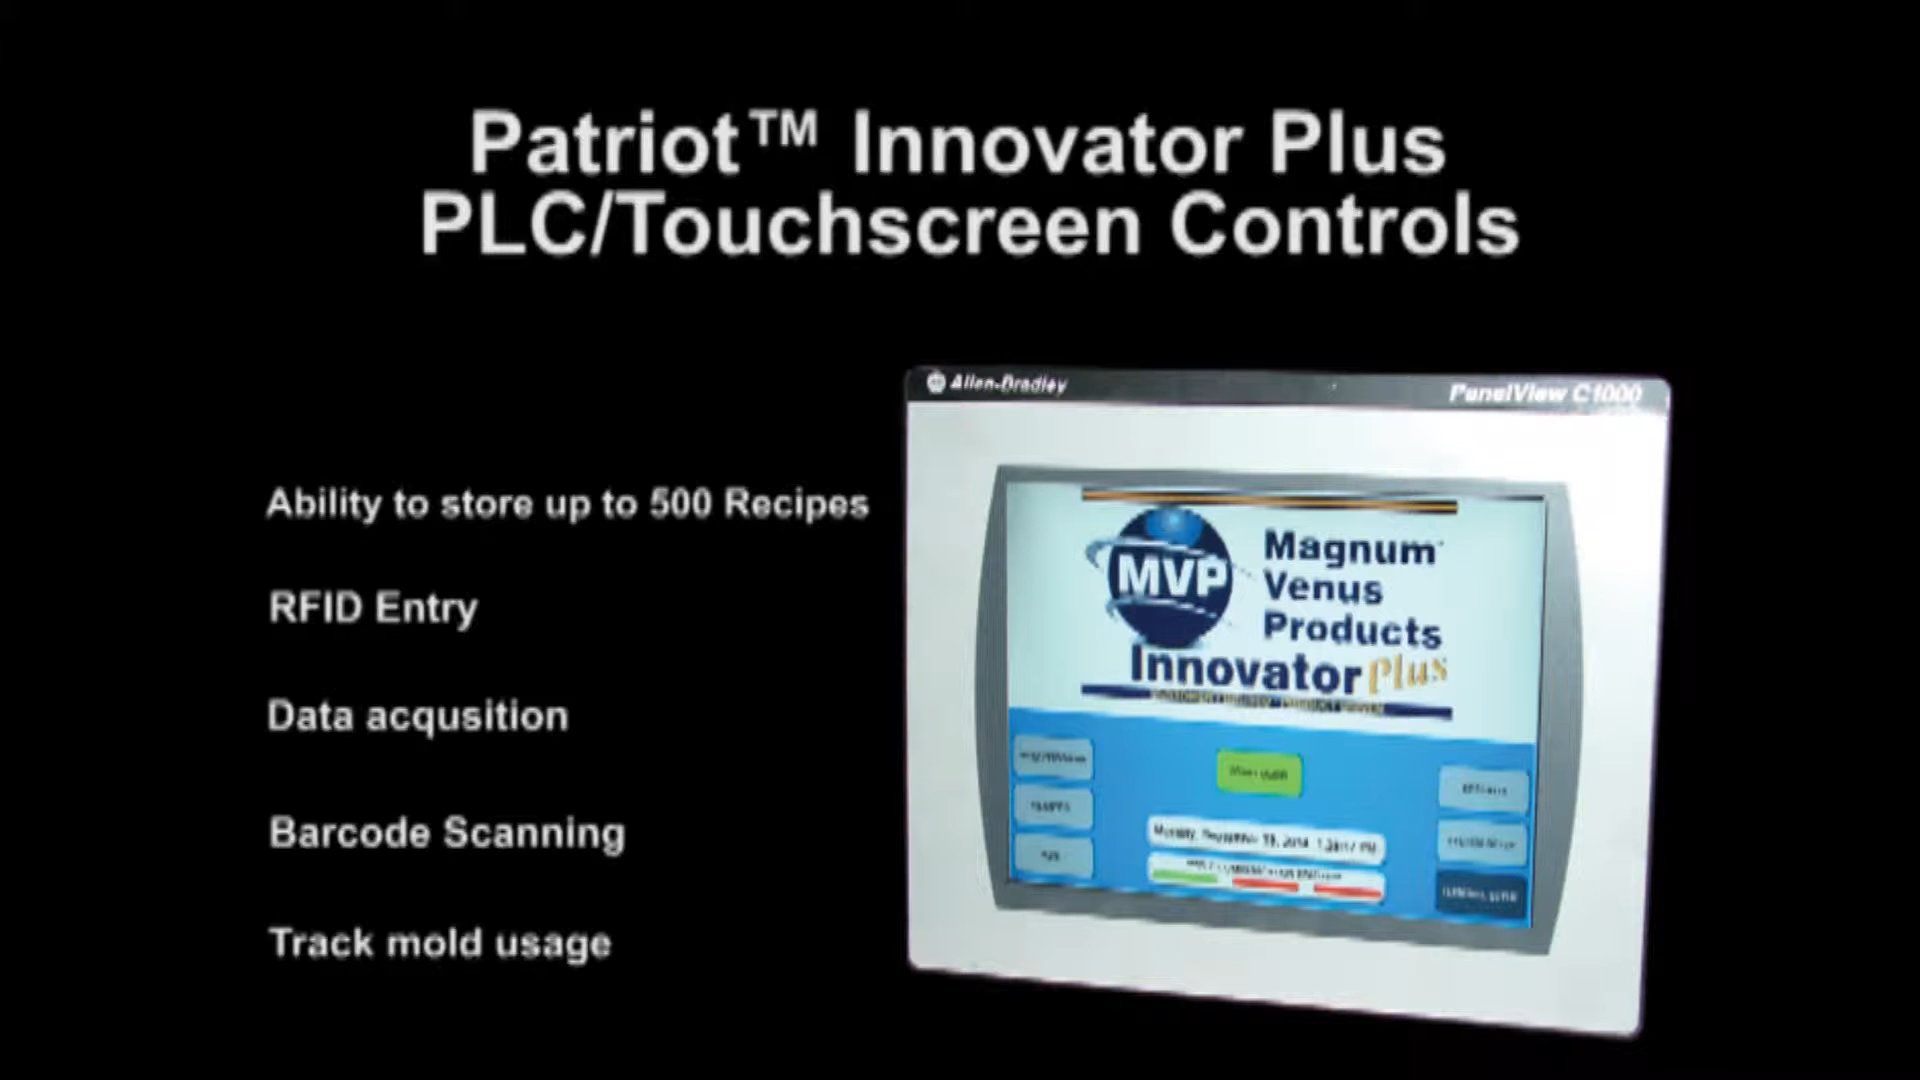 Patriot™ Innovator Plus
PLC/Touchscreen Controls
Allen-Bradley
PanelView C1000
Ability to store up to 500 Recipes
RFID Entry
Data acqusition
Barcode Scanning
Track mold usage
MVP
Magnum
Venus
Products
Innovator Plus